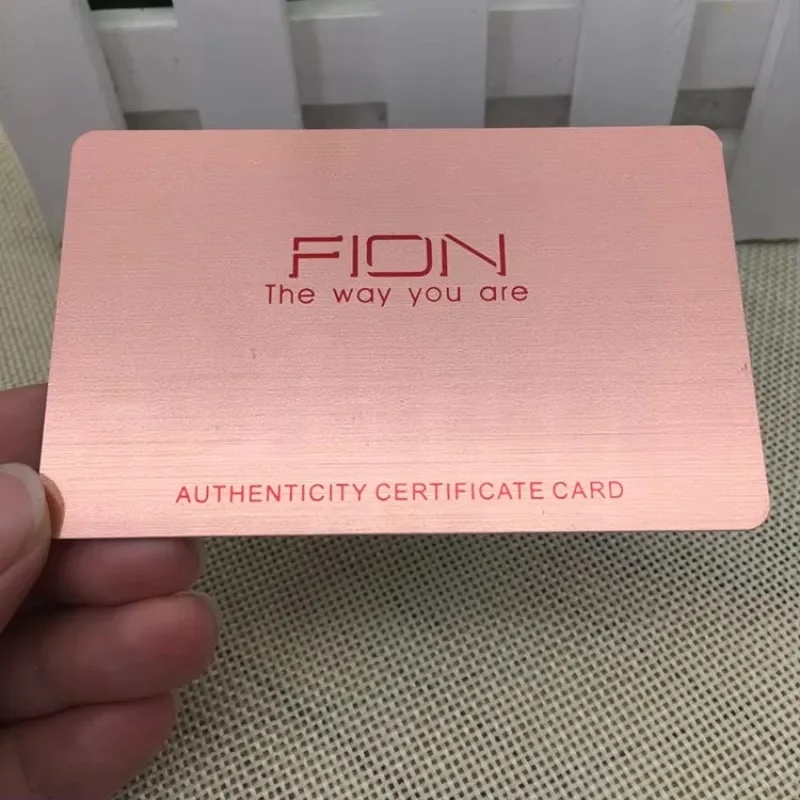 FION
The way you are
AUTHENTICITY CERTIFICATE CARD